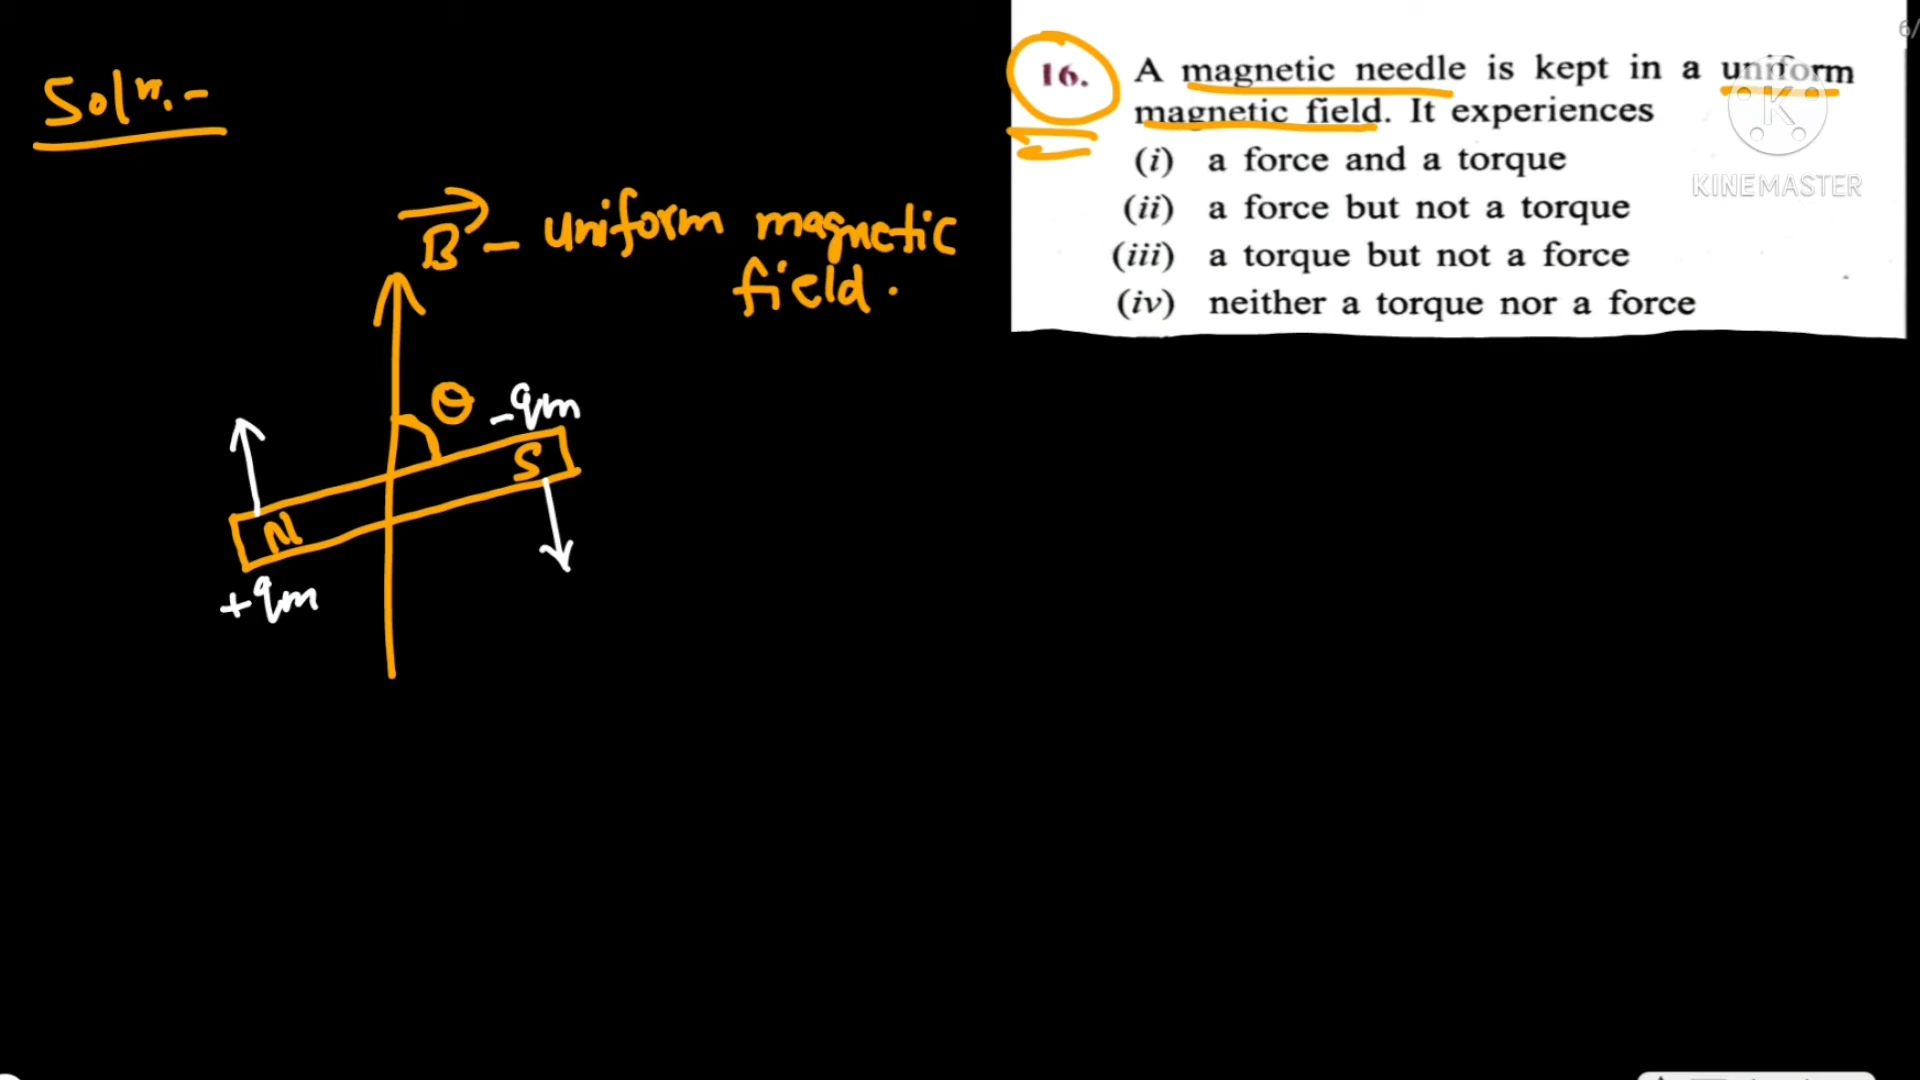 Solⁿ.-
16. A magnetic needle is kept in a uniform
magnetic field. It experiences
(i) a force and a torque
(ii) a force but not a torque
(iii) a torque but not a force
(iv) neither a torque nor a force
KINEMASTER
K
6/
B - uniform magnetic
field.
θ
-qm
S
N
+qm